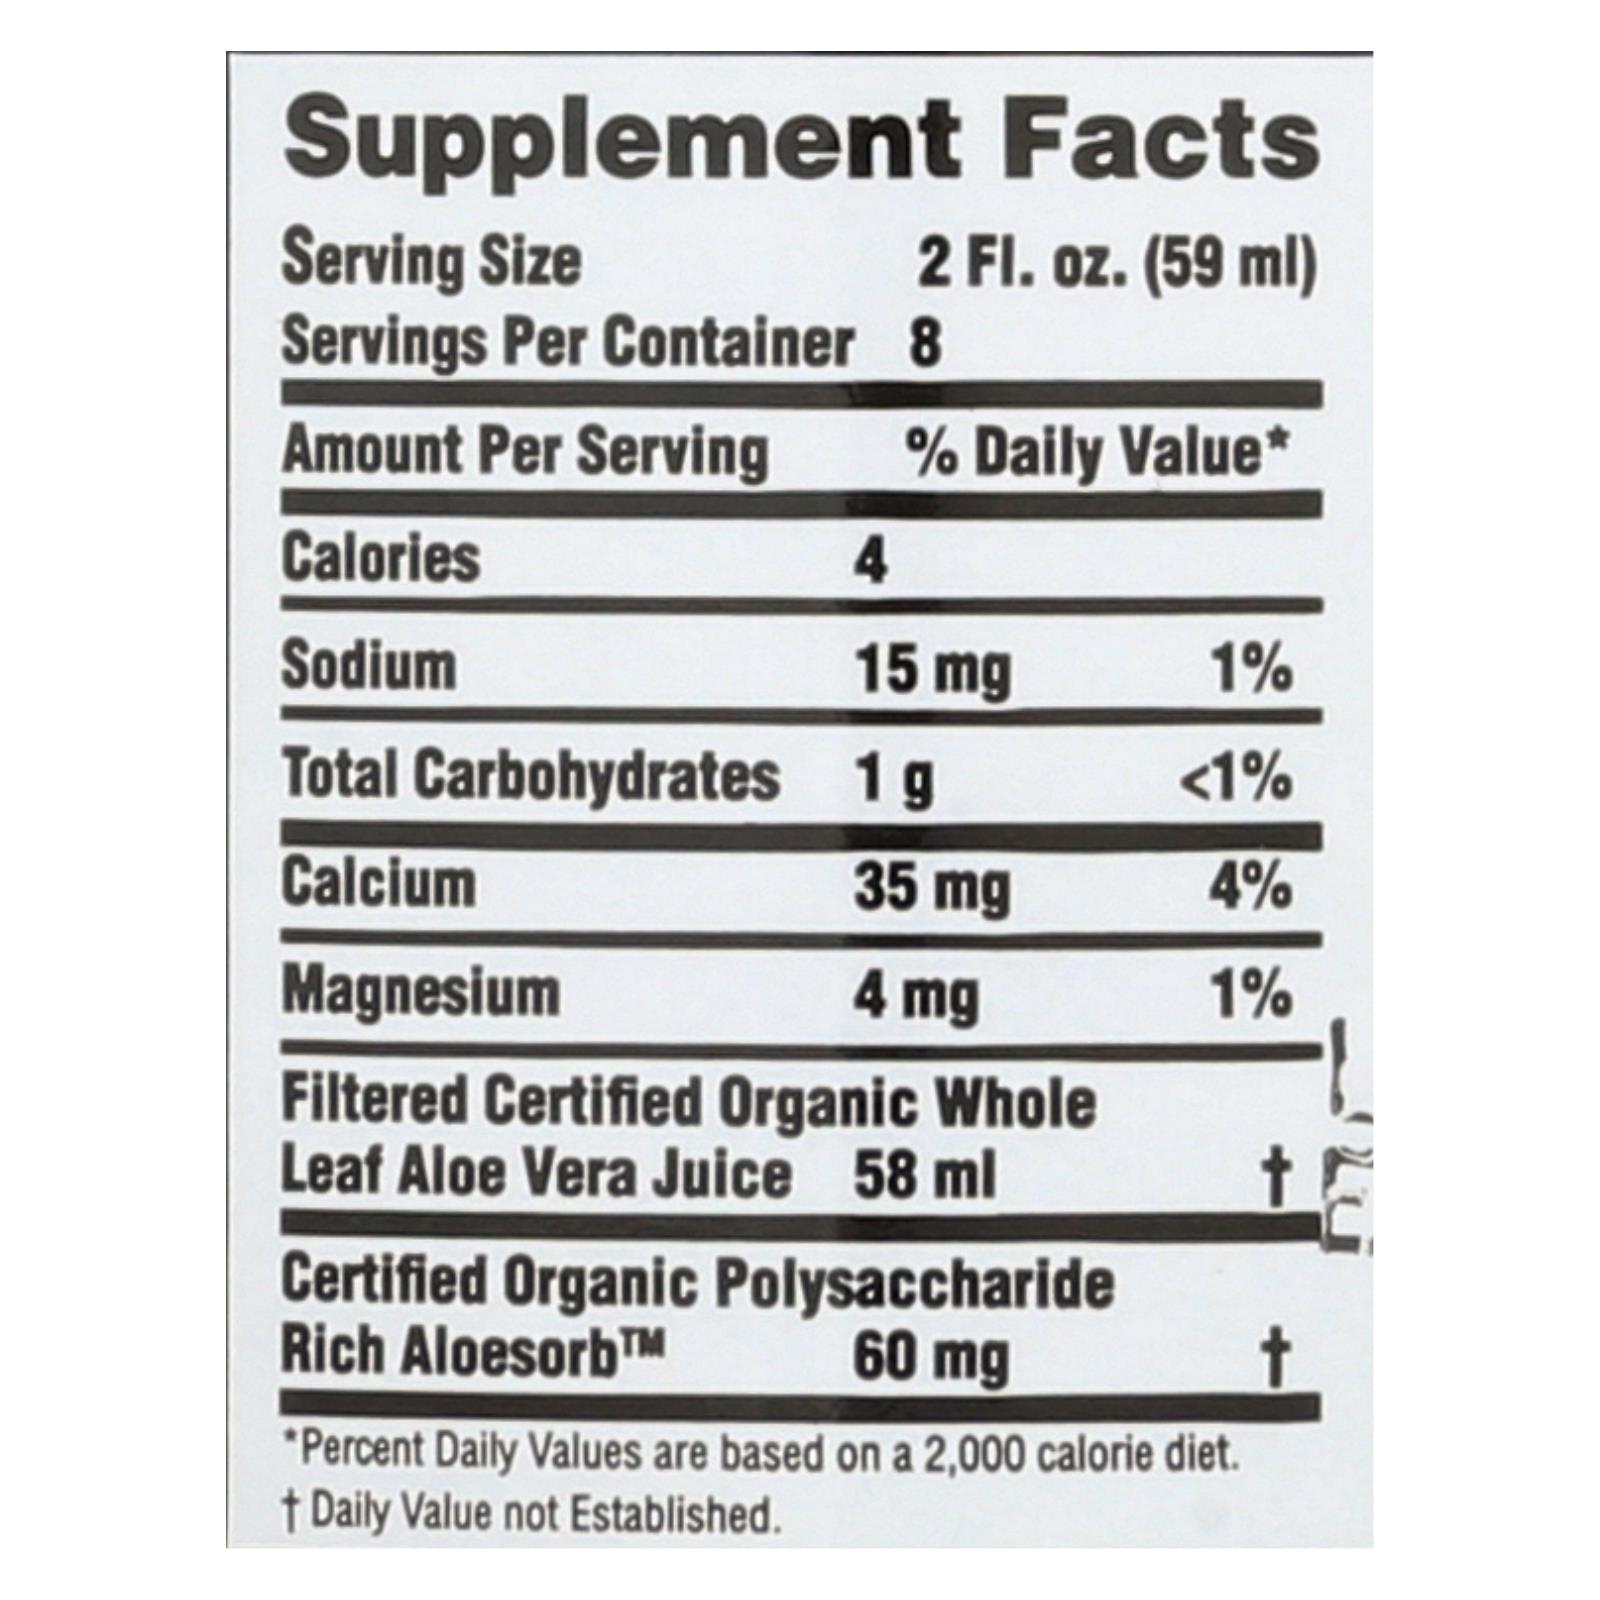 Supplement Facts
Serving Size 2 Fl. oz. (59 ml)
Servings Per Container 8
Amount Per Serving % Daily Value*
Calories 4
Sodium 15 mg 1%
Total Carbohydrates 1 g <1%
Calcium 35 mg 4%
Magnesium 4 mg 1%
Filtered Certified Organic Whole
Leaf Aloe Vera Juice 58 ml †
Certified Organic Polysaccharide
Rich Aloesorb™ 60 mg †
*Percent Daily Values are based on a 2,000 calorie diet.
† Daily Value not Established.